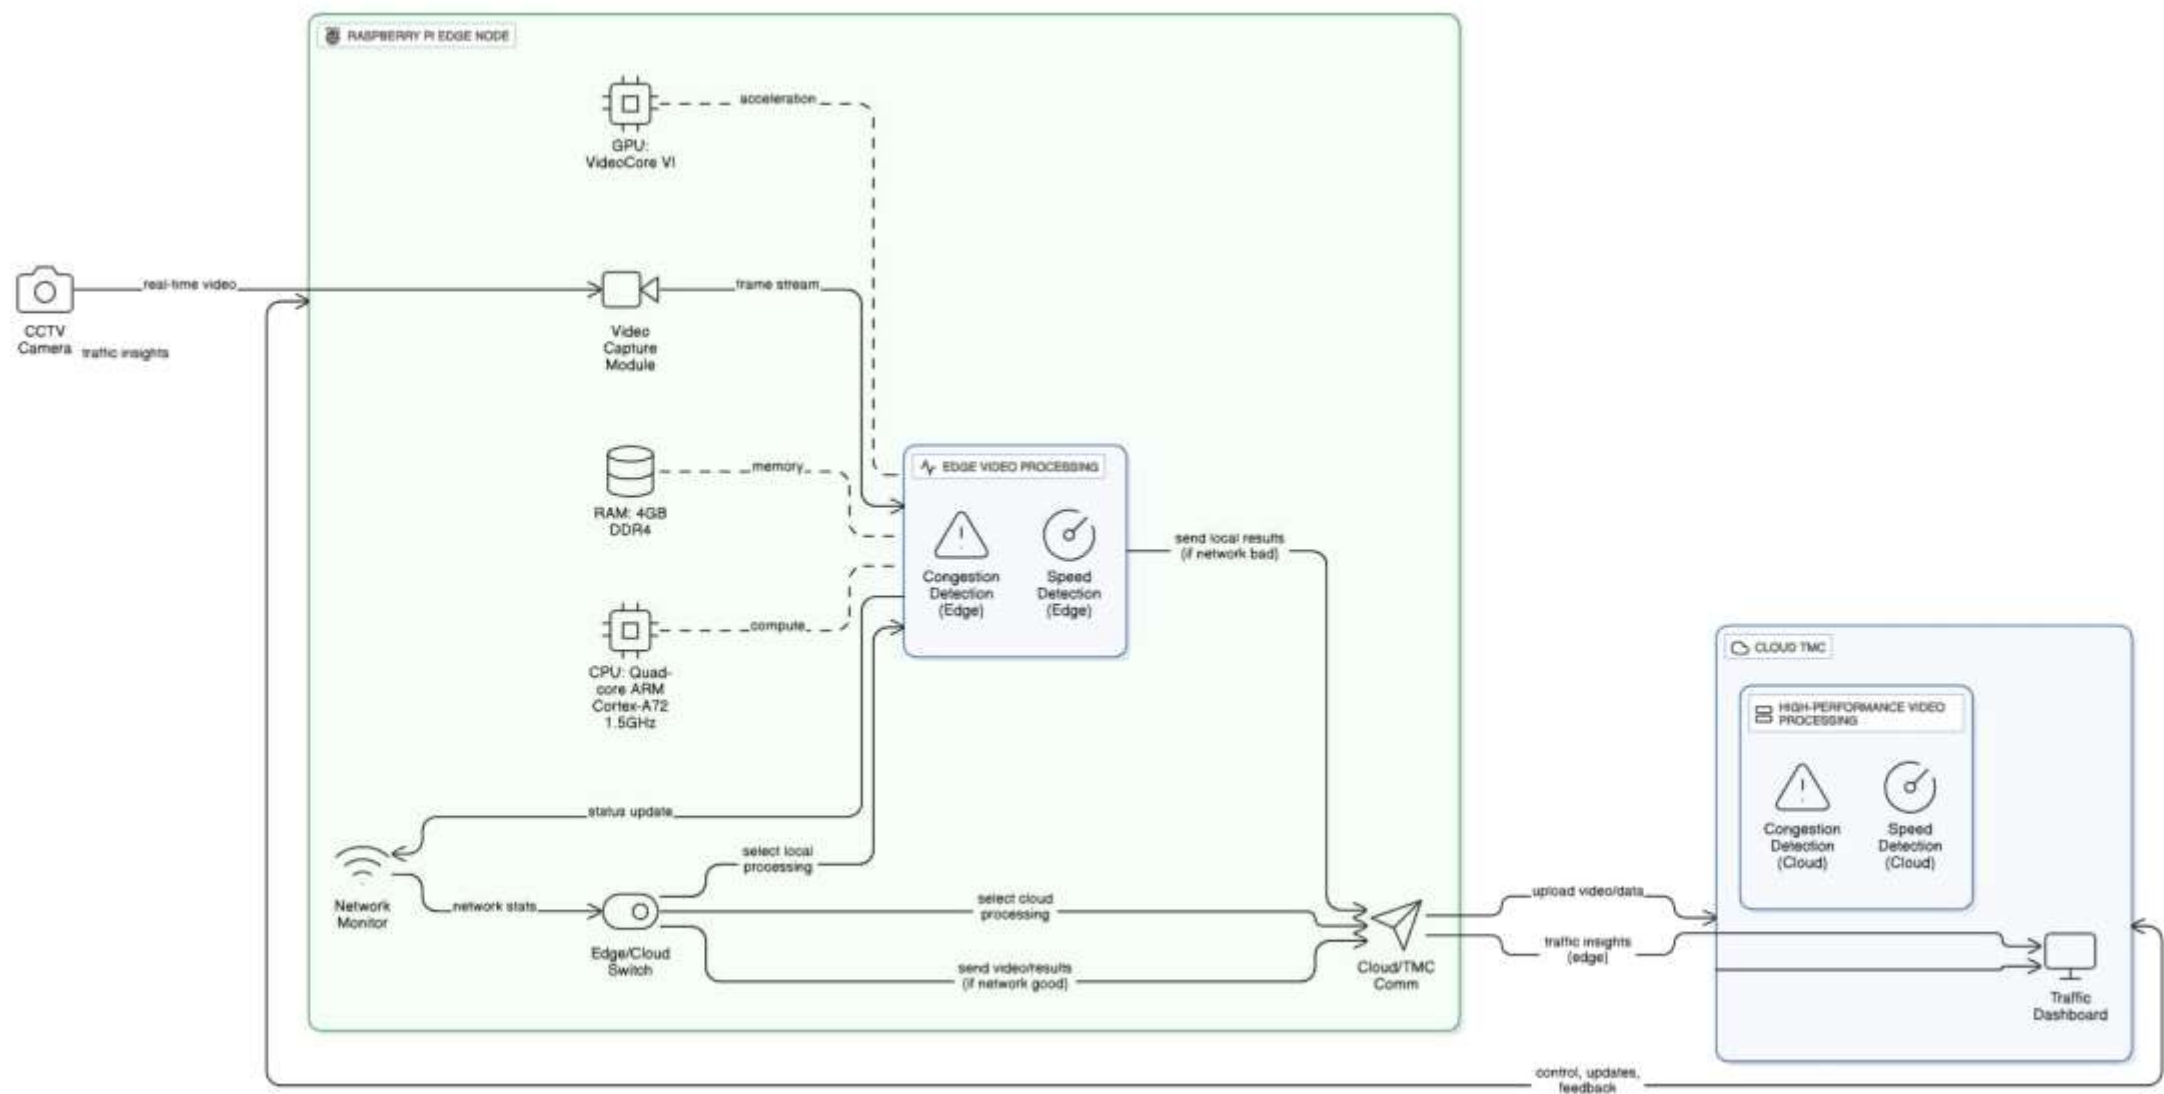 RASPBERRY PI EDGE NODE
acceleration
GPU:
VideoCore VI
real-time video
frame stream
CCTV
Camera
traffic insights
Video
Capture
Module
memory
RAM: 4GB
DDR4
EDGE VIDEO PROCESSING
Congestion
Detection
(Edge)
Speed
Detection
(Edge)
send local results
(if network bad)
compute
CPU: Quad-
core ARM
Cortex-A72
1.5GHz
CLOUD TMC
HIGH-PERFORMANCE VIDEO
PROCESSING
Congestion
Detection
(Cloud)
Speed
Detection
(Cloud)
status update
select local
processing
Network
Monitor
network stats
Edge/Cloud
Switch
select cloud
processing
send video/results
(if network good)
Cloud/TMC
Comm
upload video/data
traffic insights
(edge)
Traffic
Dashboard
control, updates,
feedback